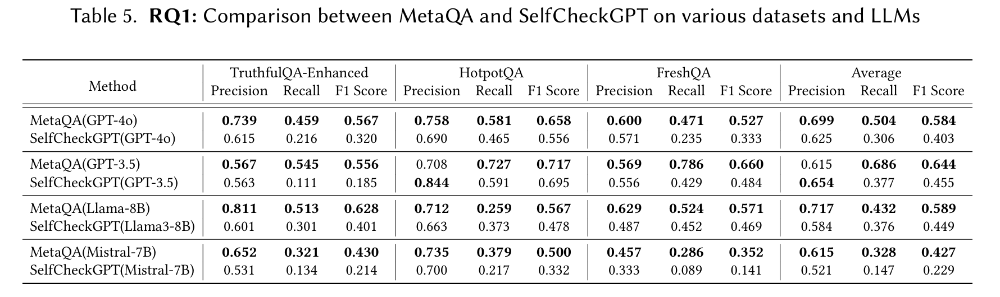 Table 5. RQ1: Comparison between MetaQA and SelfCheckGPT on various datasets and LLMs
Method TruthfulQA-Enhanced HotpotQA FreshQA Average
Precision Recall F1 Score Precision Recall F1 Score Precision Recall F1 Score Precision Recall F1 Score
MetaQA(GPT-4o) 0.739 0.459 0.567 0.758 0.581 0.658 0.600 0.471 0.527 0.699 0.504 0.584
SelfCheckGPT(GPT-4o) 0.615 0.216 0.320 0.690 0.465 0.556 0.571 0.235 0.333 0.625 0.306 0.403
MetaQA(GPT-3.5) 0.567 0.545 0.556 0.708 0.727 0.717 0.569 0.786 0.660 0.615 0.686 0.644
SelfCheckGPT(GPT-3.5) 0.563 0.111 0.185 0.844 0.591 0.695 0.556 0.429 0.484 0.654 0.377 0.455
MetaQA(Llama-8B) 0.811 0.513 0.628 0.712 0.259 0.567 0.629 0.524 0.571 0.717 0.432 0.589
SelfCheckGPT(Llama3-8B) 0.601 0.301 0.401 0.663 0.373 0.478 0.487 0.452 0.469 0.584 0.376 0.449
MetaQA(Mistral-7B) 0.652 0.321 0.430 0.735 0.379 0.500 0.457 0.286 0.352 0.615 0.328 0.427
SelfCheckGPT(Mistral-7B) 0.531 0.134 0.214 0.700 0.217 0.332 0.333 0.089 0.141 0.521 0.147 0.229